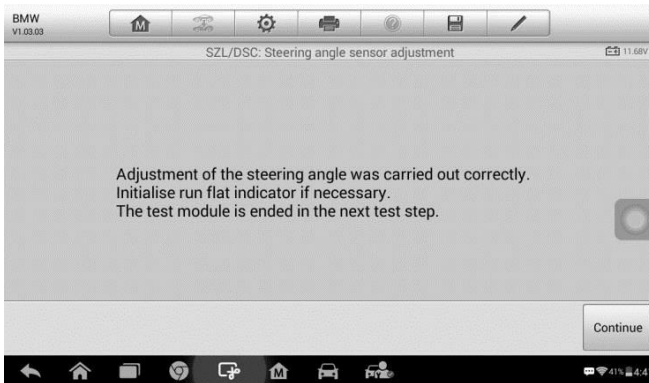 BMW
V1.03.03
SZL/DSC: Steering angle sensor adjustment
11.68V
Adjustment of the steering angle was carried out correctly.
Initialise run flat indicator if necessary.
The test module is ended in the next test step.
Continue
41%